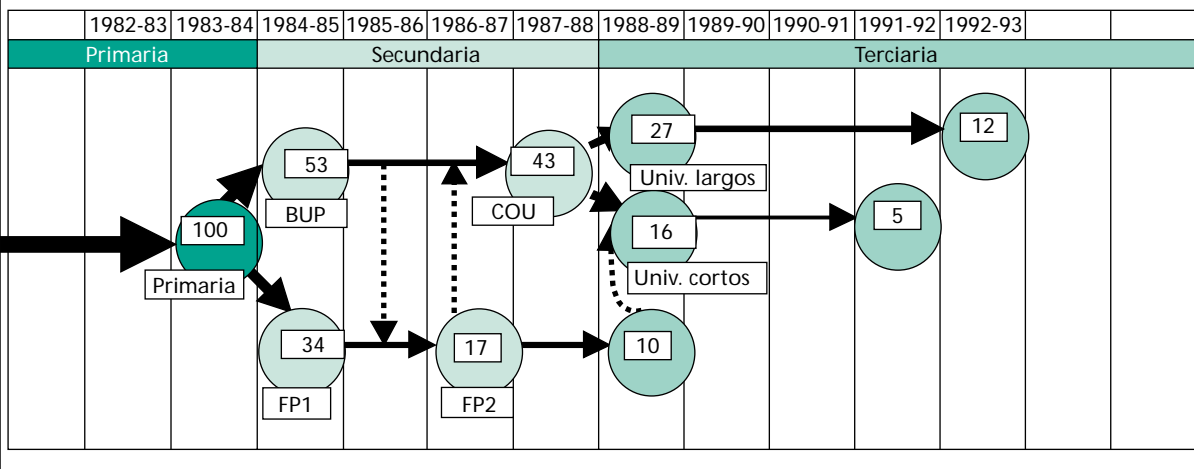 1982-83 1983-84 1984-85 1985-86 1986-87 1987-88 1988-89 1989-90 1990-91 1991-92 1992-93
Primaria Secundaria Terciaria
27 12
53 43
Univ. largos
BUP COU 5
100 16
Primaria Univ. cortos
34 17 10
FP1 FP2